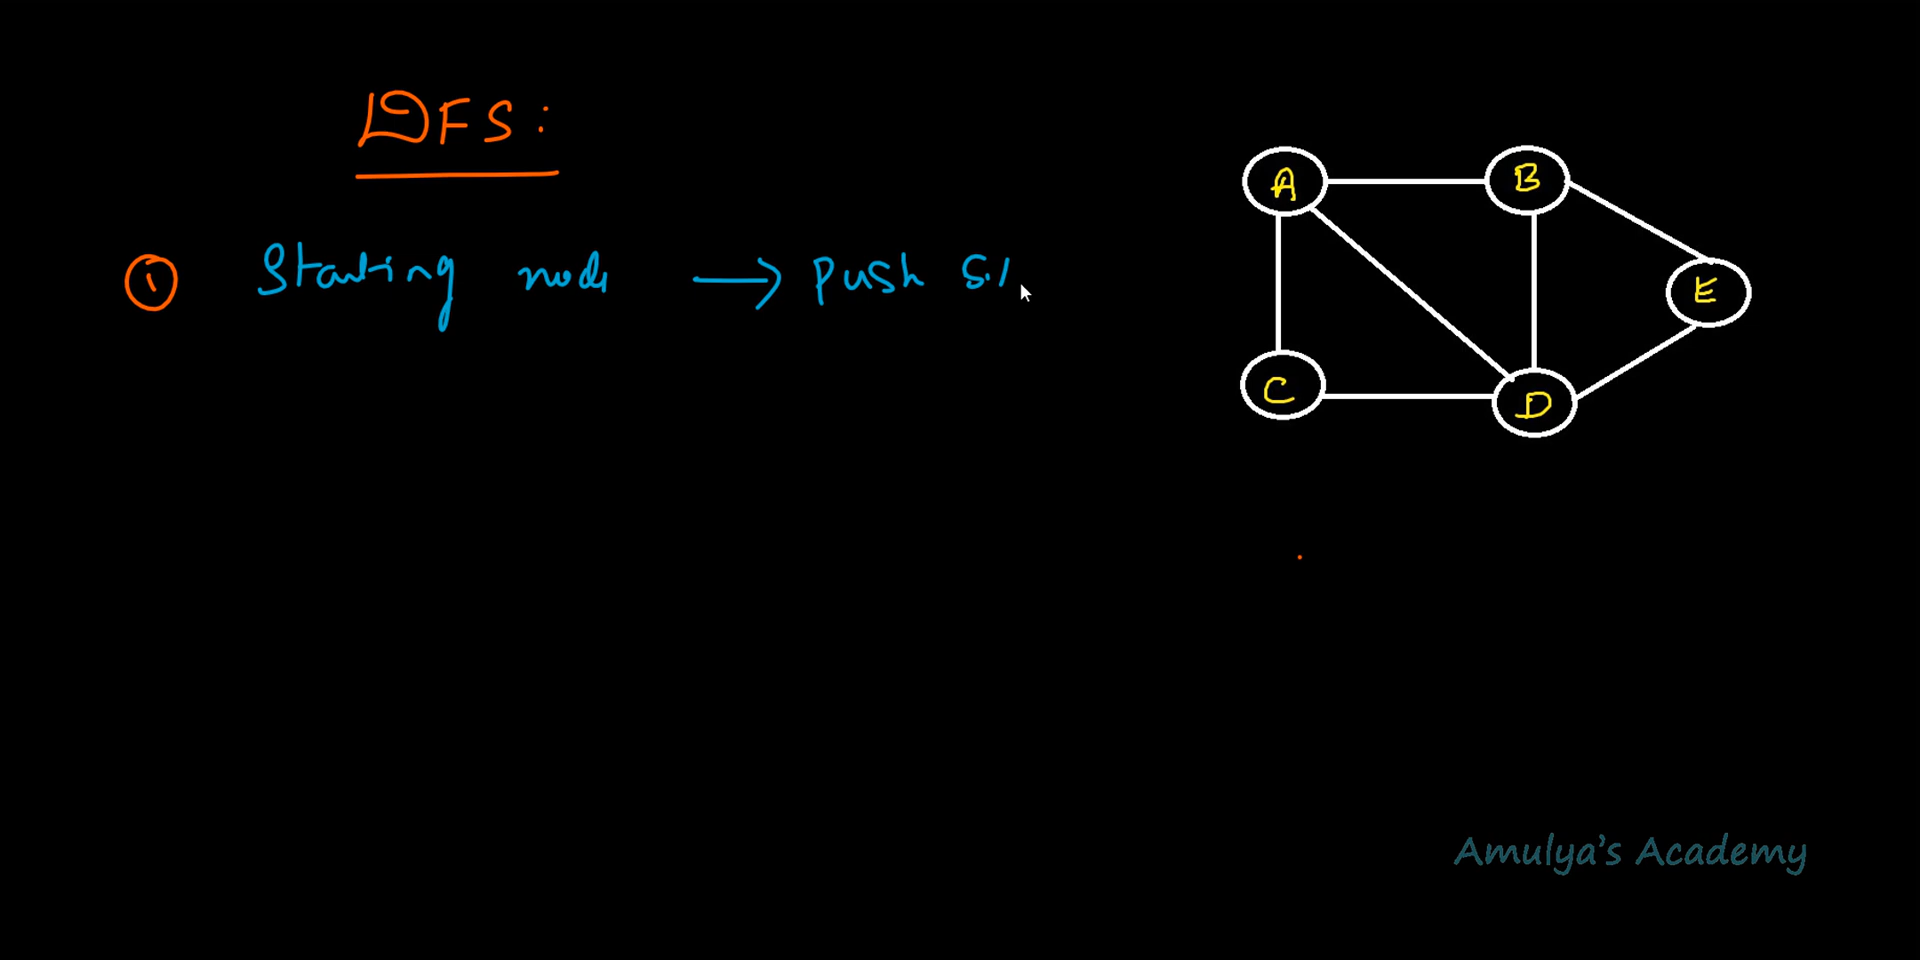 DFS:
① Starting node → Push S.N
A
B
E
C
D
Amulya's Academy